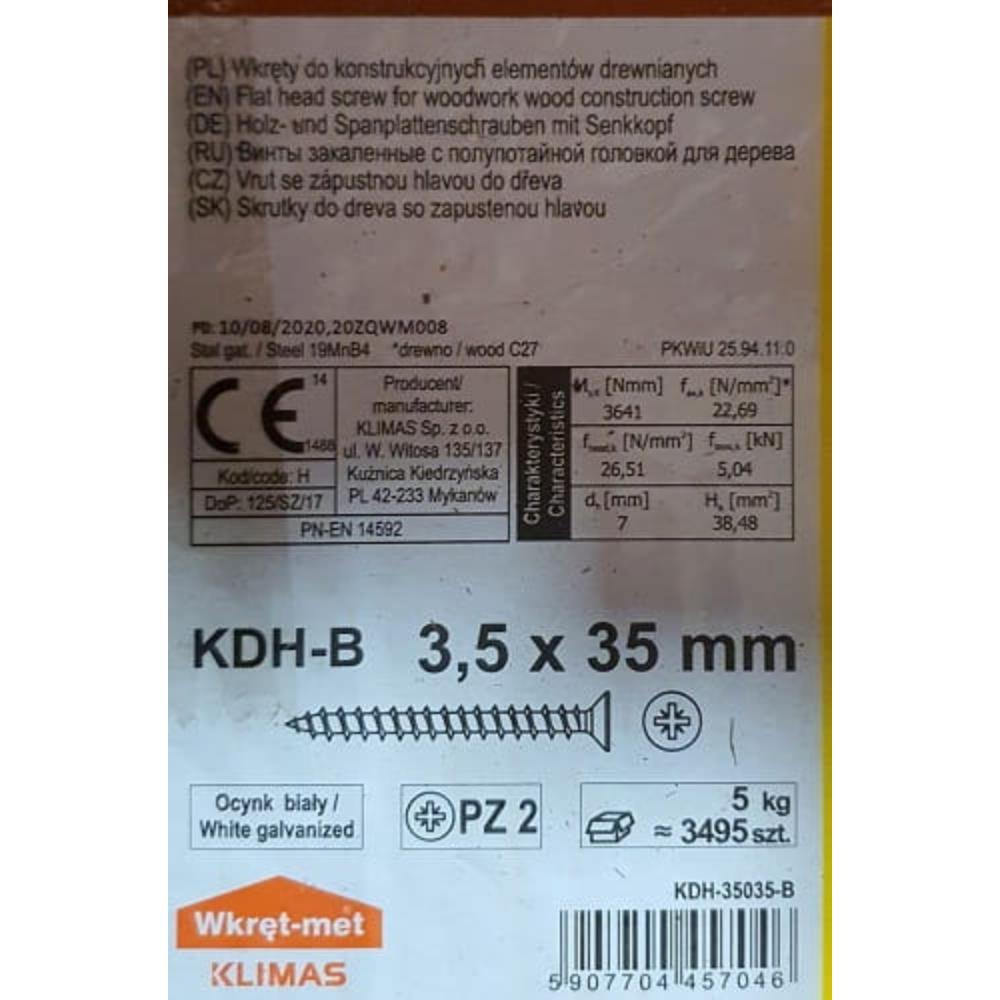 (PL) Wkręty do konstrukcyjnych elementów drewnianych
(EN) Flat head screw for woodwork wood construction screw
(DE) Holz- und Spanplattenschrauben mit Senkkopf
(RU) Винты закаленные с полупотайной головкой для дерева
(CZ) Vrut se zápustnou hlavou do dřeva
(SK) Skrutky do dreva so zapustenou hlavou
PD: 10/08/2020,20ZQWM008
Stal gat. / Steel 19MnB4 *drewno / wood C27 PKWiU 25.94.11.0
CE 14
1488
Kod/code: H
DoP: 125/SZ/17
Producent/
manufacturer:
KLIMAS Sp. z o.o.
ul. W. Witosa 135/137
Kuźnica Kiedrzyńska
PL 42-233 Mykanów
PN-EN 14592
Charakterystyki /
Characteristics
[Nmm] [N/mm²]*
3641 22,69
[N/mm²] [kN]
26,51 5,04
[mm] [mm²]
7 38,48
KDH-B 3,5 x 35 mm
Ocynk biały /
White galvanized
PZ 2
5 kg
≈ 3495 szt.
KDH-35035-B
Wkręt-met
KLIMAS
5 907704 457046